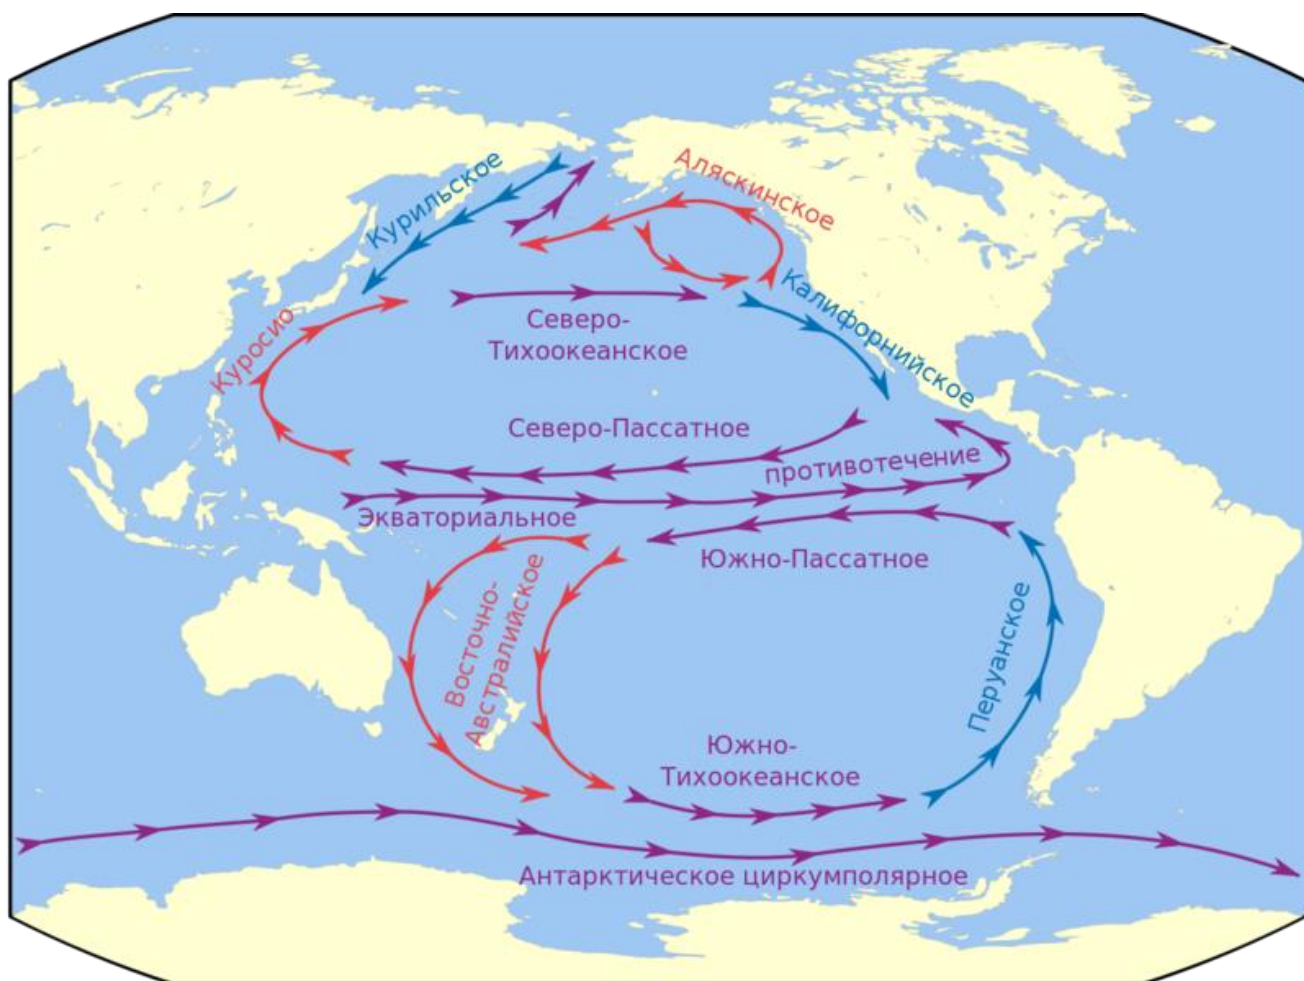 Аляскинское
Курильское
Калифорнийское
Куросио
Северо-
Тихоокеанское
Северо-Пассатное
противотечение
Экваториальное
Южно-Пассатное
Восточно-
Австралийское
Перуанское
Южно-
Тихоокеанское
Антарктическое циркумполярное